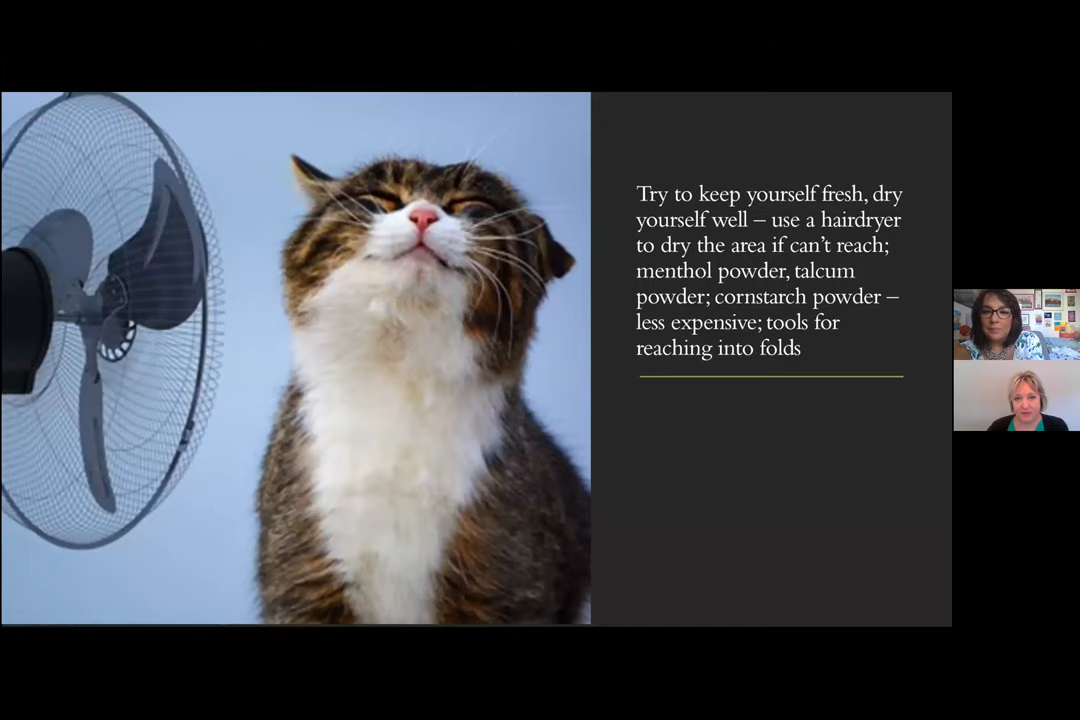 Try to keep yourself fresh, dry
yourself well – use a hairdryer
to dry the area if can’t reach;
menthol powder, talcum
powder; cornstarch powder –
less expensive; tools for
reaching into folds